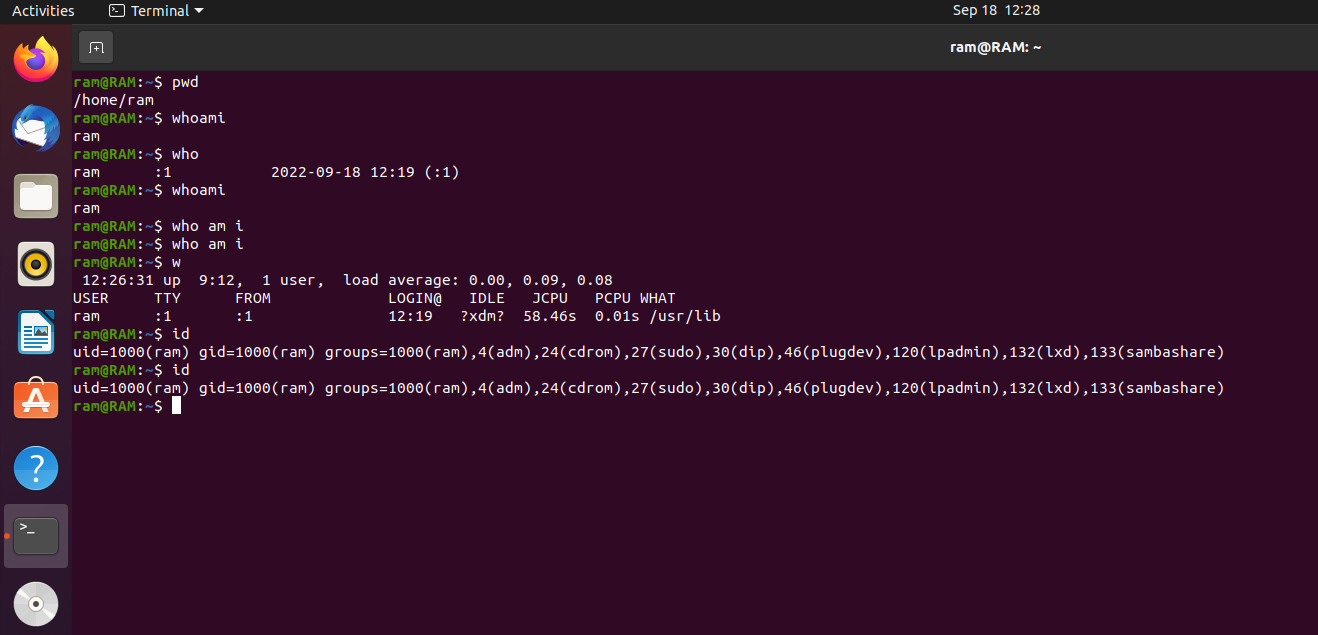 Activities Terminal Sep 18 12:28
ram@RAM: ~
ram@RAM:~$ pwd
/home/ram
ram@RAM:~$ whoami
ram
ram@RAM:~$ who
ram      :1           2022-09-18 12:19 (:1)
ram@RAM:~$ whoami
ram
ram@RAM:~$ who am i
ram@RAM:~$ who am i
ram@RAM:~$ w
 12:26:31 up  9:12,  1 user,  load average: 0.00, 0.09, 0.08
USER     TTY      FROM             LOGIN@   IDLE   JCPU   PCPU WHAT
ram      :1       :1               12:19   ?xdm?  58.46s  0.01s /usr/lib
ram@RAM:~$ id
uid=1000(ram) gid=1000(ram) groups=1000(ram),4(adm),24(cdrom),27(sudo),30(dip),46(plugdev),120(lpadmin),132(lxd),133(sambashare)
ram@RAM:~$ id
uid=1000(ram) gid=1000(ram) groups=1000(ram),4(adm),24(cdrom),27(sudo),30(dip),46(plugdev),120(lpadmin),132(lxd),133(sambashare)
ram@RAM:~$